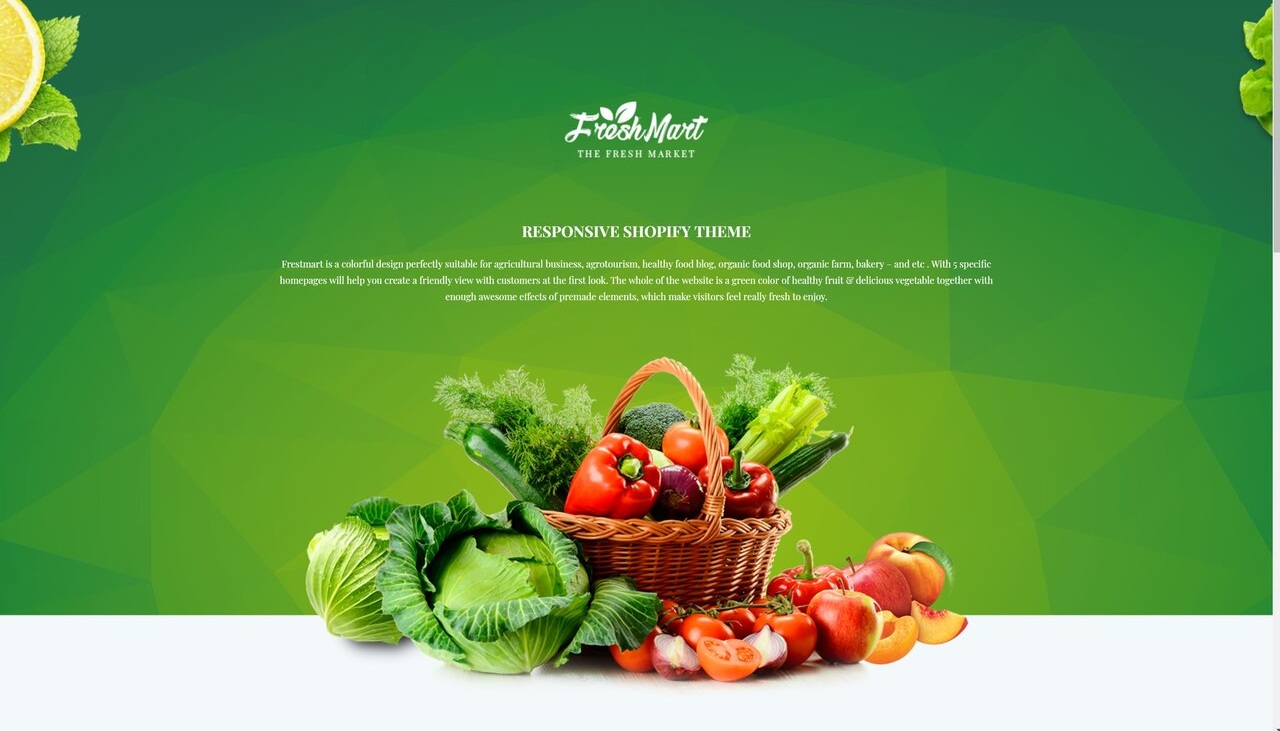 FreshMart
THE FRESH MARKET
RESPONSIVE SHOPIFY THEME
Frestmart is a colorful design perfectly suitable for agricultural business, agrotourism, healthy food blog, organic food shop, organic farm, bakery – and etc . With 5 specific
homepages will help you create a friendly view with customers at the first look. The whole of the website is a green color of healthy fruit & delicious vegetable together with
enough awesome effects of premade elements, which make visitors feel really fresh to enjoy.